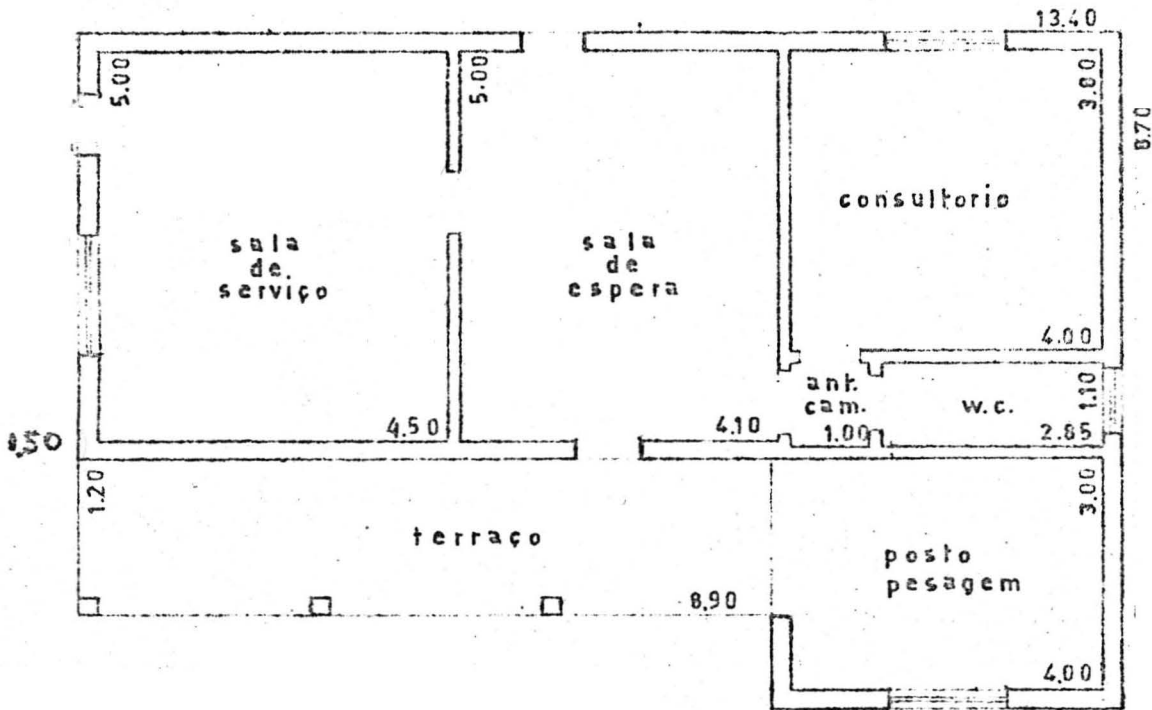 13.40
5.00
5.00
3.80
8.70
consultorio
sala
de
serviço
sala
de
espera
4.00
ant.
cam.
w.c.
1.10
4.50
4.10
1.00
2.85
1.20
3.00
terraço
posto
pesagem
8.90
4.00